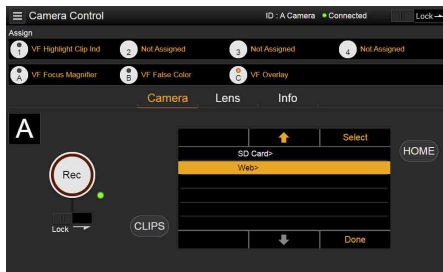 Camera Control
ID : A Camera
Connected
Lock
Assign
1 VF Highlight Clip Ind
2 Not Assigned
3 Not Assigned
4 Not Assigned
A VF Focus Magnifier
B VF False Color
C VF Overlay
Camera Lens Info
A
Select
SD Card>
HOME
Web>
Rec
CLIPS
Lock
Done